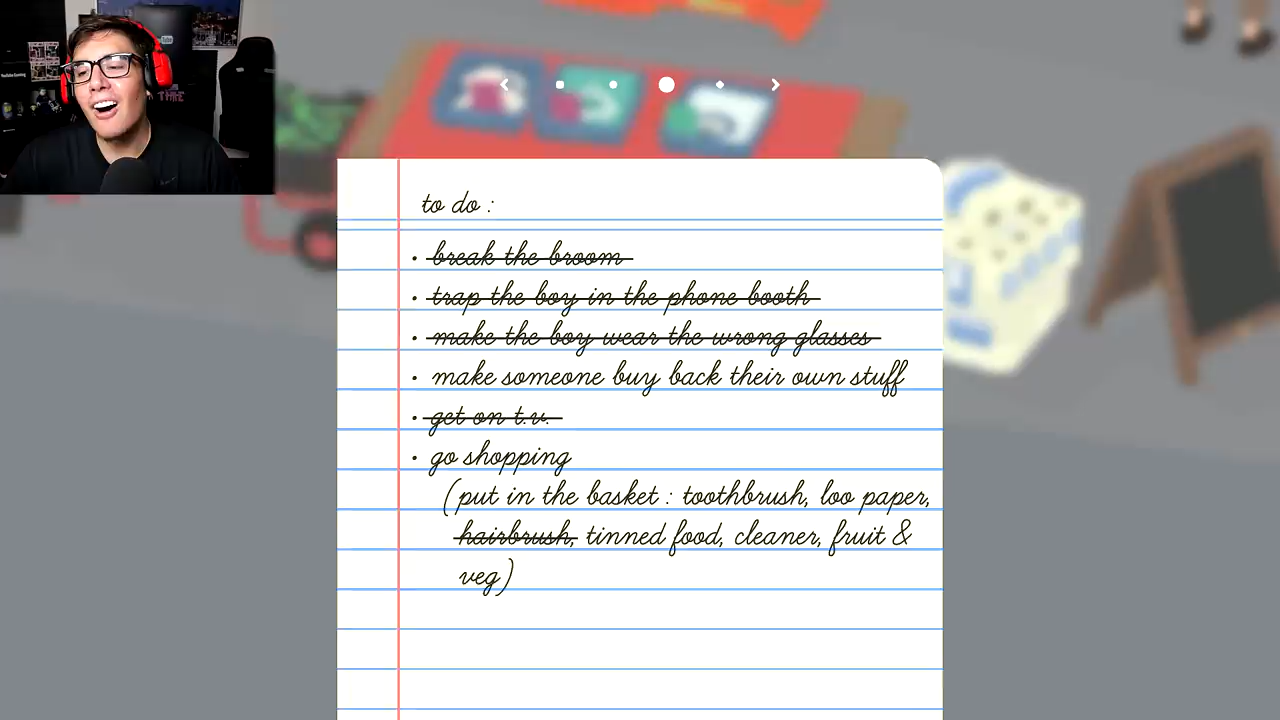 to do :
• break the broom
• trap the boy in the phone booth
• make the boy wear the wrong glasses
• make someone buy back their own stuff
• get on t.v.
• go shopping
(put in the basket : toothbrush, loo paper,
hairbrush, tinned food, cleaner, fruit &
veg)